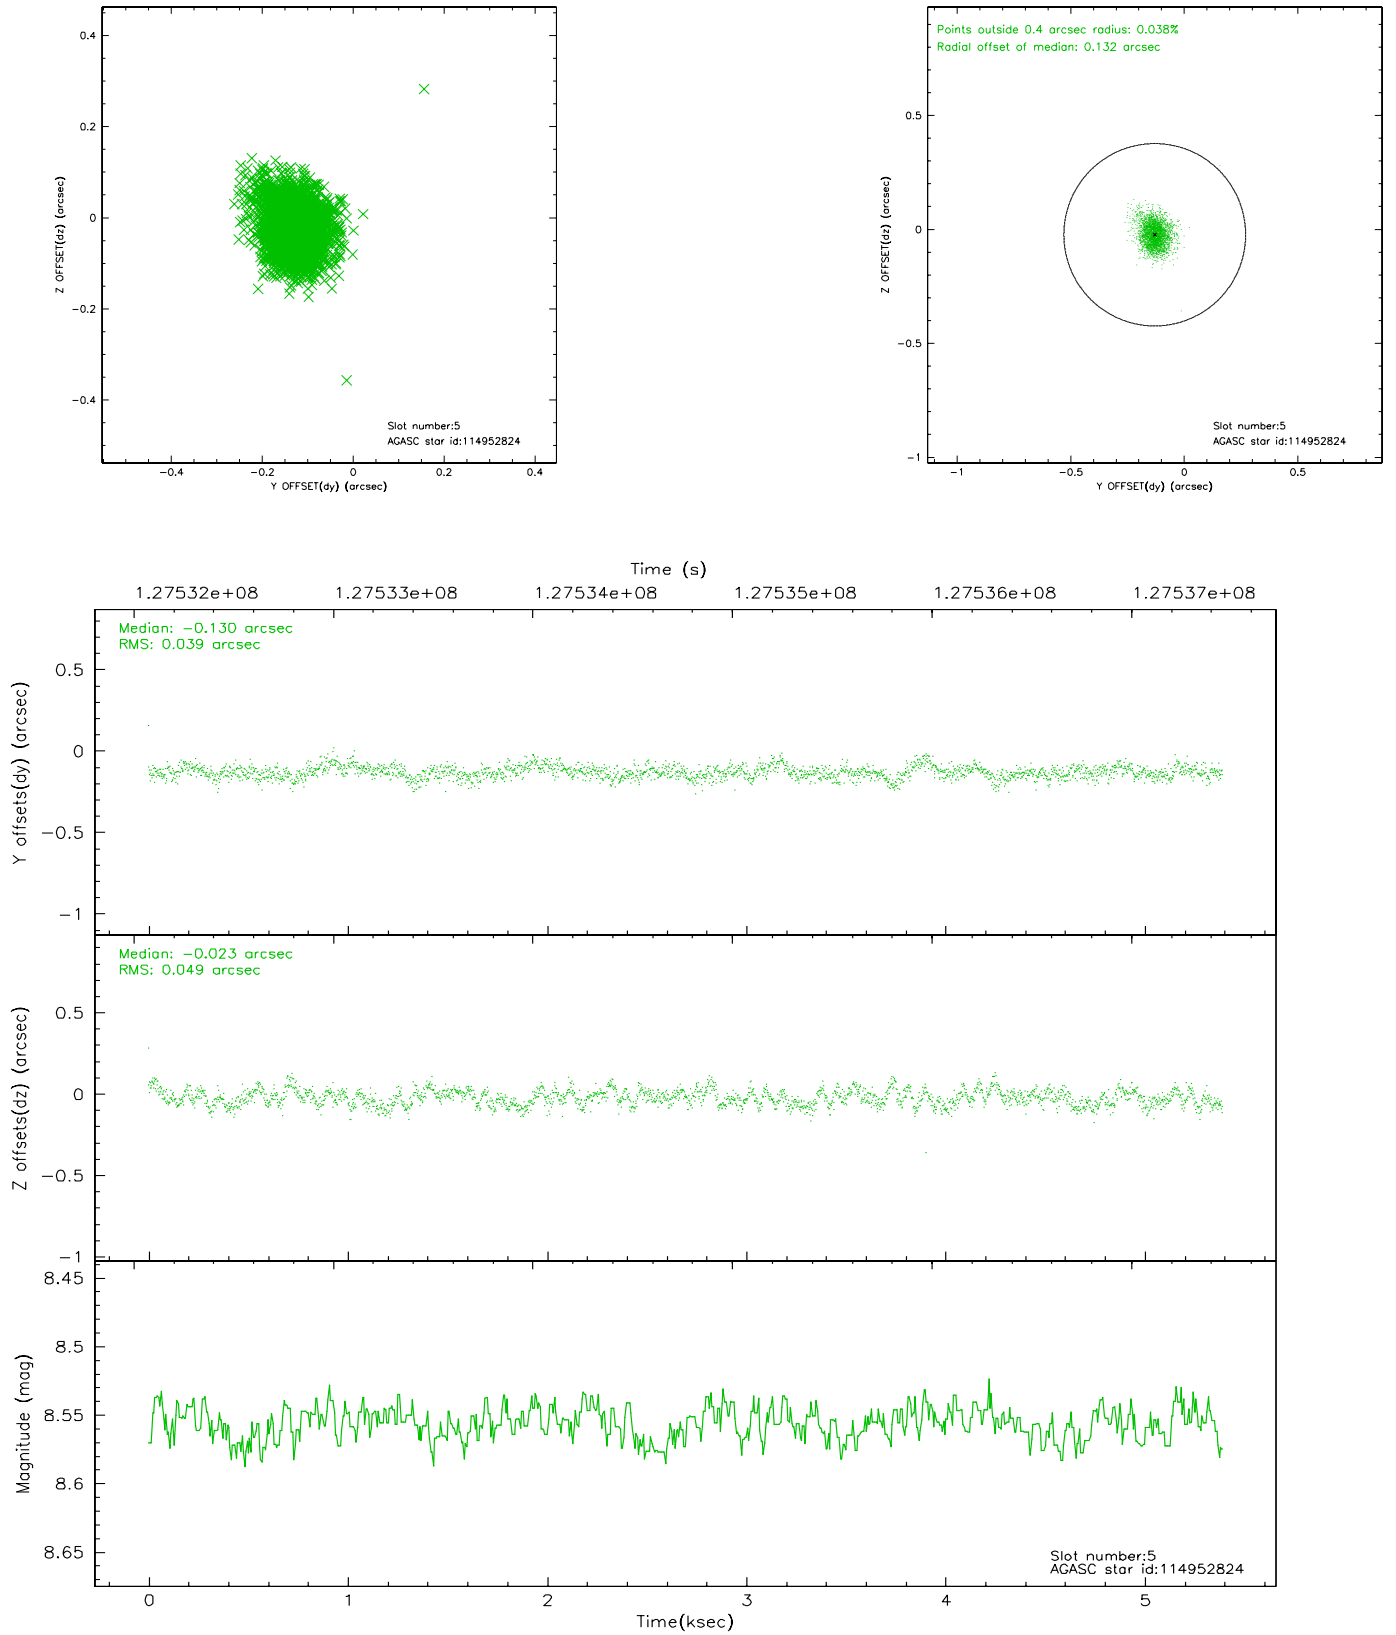 0.4
0.2
0
−0.2
−0.4
Z OFFSET(dz) (arcsec)
Slot number:5
AGASC star id:114952824
−0.4 −0.2 0 0.2 0.4
Y OFFSET(dy) (arcsec)
Points outside 0.4 arcsec radius: 0.038%
Radial offset of median: 0.132 arcsec
0.5
0
−0.5
−1
Z OFFSET(dz) (arcsec)
Slot number:5
AGASC star id:114952824
−1 −0.5 0 0.5
Y OFFSET(dy) (arcsec)
Time (s)
1.27532e+08 1.27533e+08 1.27534e+08 1.27535e+08 1.27536e+08 1.27537e+08
Median: −0.130 arcsec
RMS: 0.039 arcsec
0.5
0
−0.5
−1
Y offsets(dy) (arcsec)
Median: −0.023 arcsec
RMS: 0.049 arcsec
0.5
0
−0.5
−1
Z offsets(dz) (arcsec)
8.45
8.5
8.55
8.6
8.65
Magnitude (mag)
Slot number:5
AGASC star id:114952824
0 1 2 3 4 5
Time(ksec)